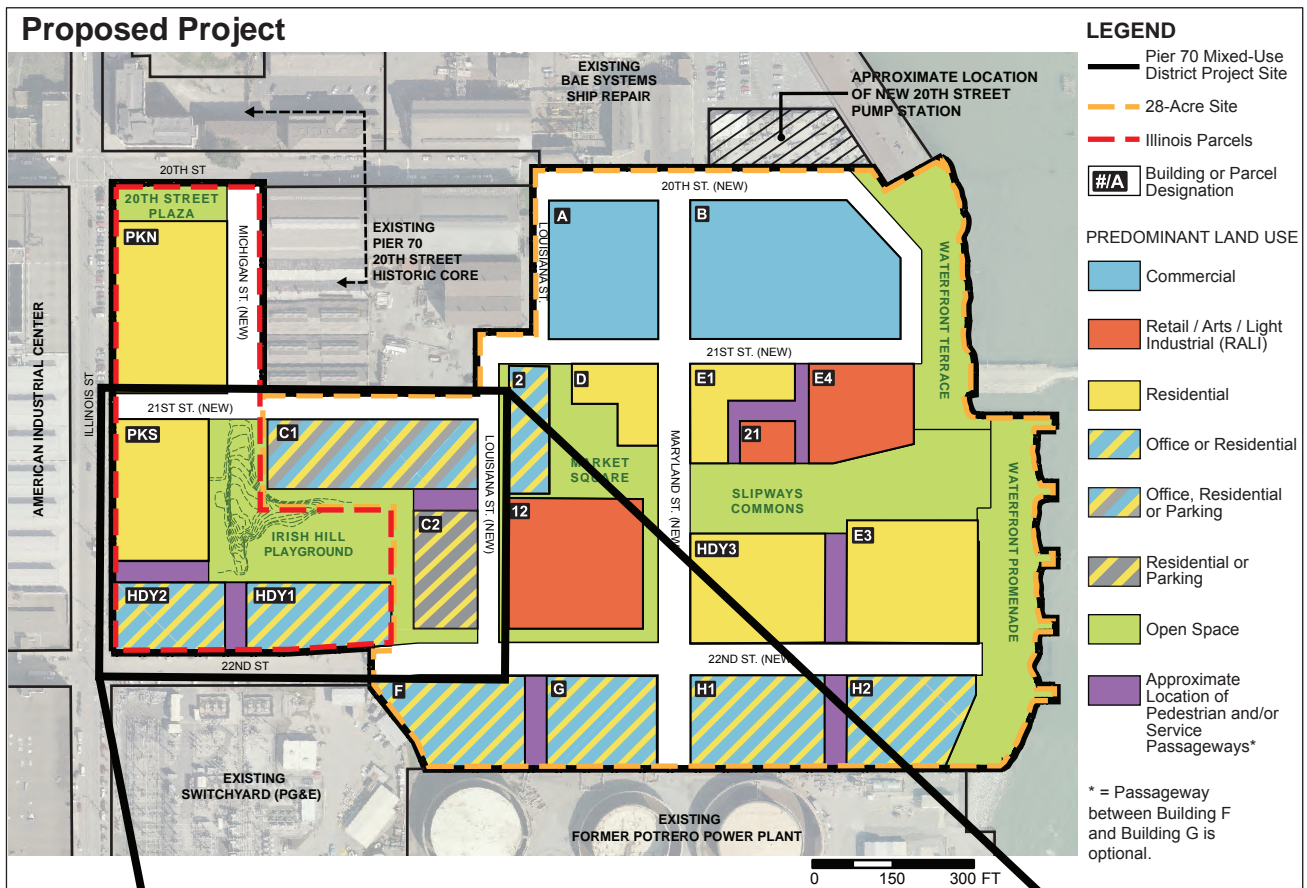 Proposed Project
EXISTING
BAE SYSTEMS
SHIP REPAIR
APPROXIMATE LOCATION
OF NEW 20TH STREET
PUMP STATION
20TH ST
20TH ST. (NEW)
20TH STREET
PLAZA
PKN
MICHIGAN ST. (NEW)
EXISTING
PIER 70
20TH STREET
HISTORIC CORE
LOUISIANA ST.
A
B
WATERFRONT TERRACE
AMERICAN INDUSTRIAL CENTER
ILLINOIS ST
21ST ST. (NEW)
21ST ST. (NEW)
2
D
E1
E4
21
PKS
C1
LOUISIANA ST. (NEW)
MARKET
SQUARE
MARYLAND ST. (NEW
SLIPWAYS
COMMONS
WATERFRONT PROMENADE
IRISH HILL
PLAYGROUND
C2
12
HDY3
E3
HDY2
HDY1
22ND ST
22ND ST. (NEW)
F
G
H1
H2
EXISTING
SWITCHYARD (PG&E)
EXISTING
FORMER POTRERO POWER PLANT
0 150 300 FT
LEGEND
Pier 70 Mixed-Use
District Project Site
28-Acre Site
Illinois Parcels
#/A
Building or Parcel
Designation
PREDOMINANT LAND USE
Commercial
Retail / Arts / Light
Industrial (RALI)
Residential
Office or Residential
Office, Residential
or Parking
Residential or
Parking
Open Space
Approximate
Location of
Pedestrian and/or
Service
Passageways*
* = Passageway
between Building F
and Building G is
optional.